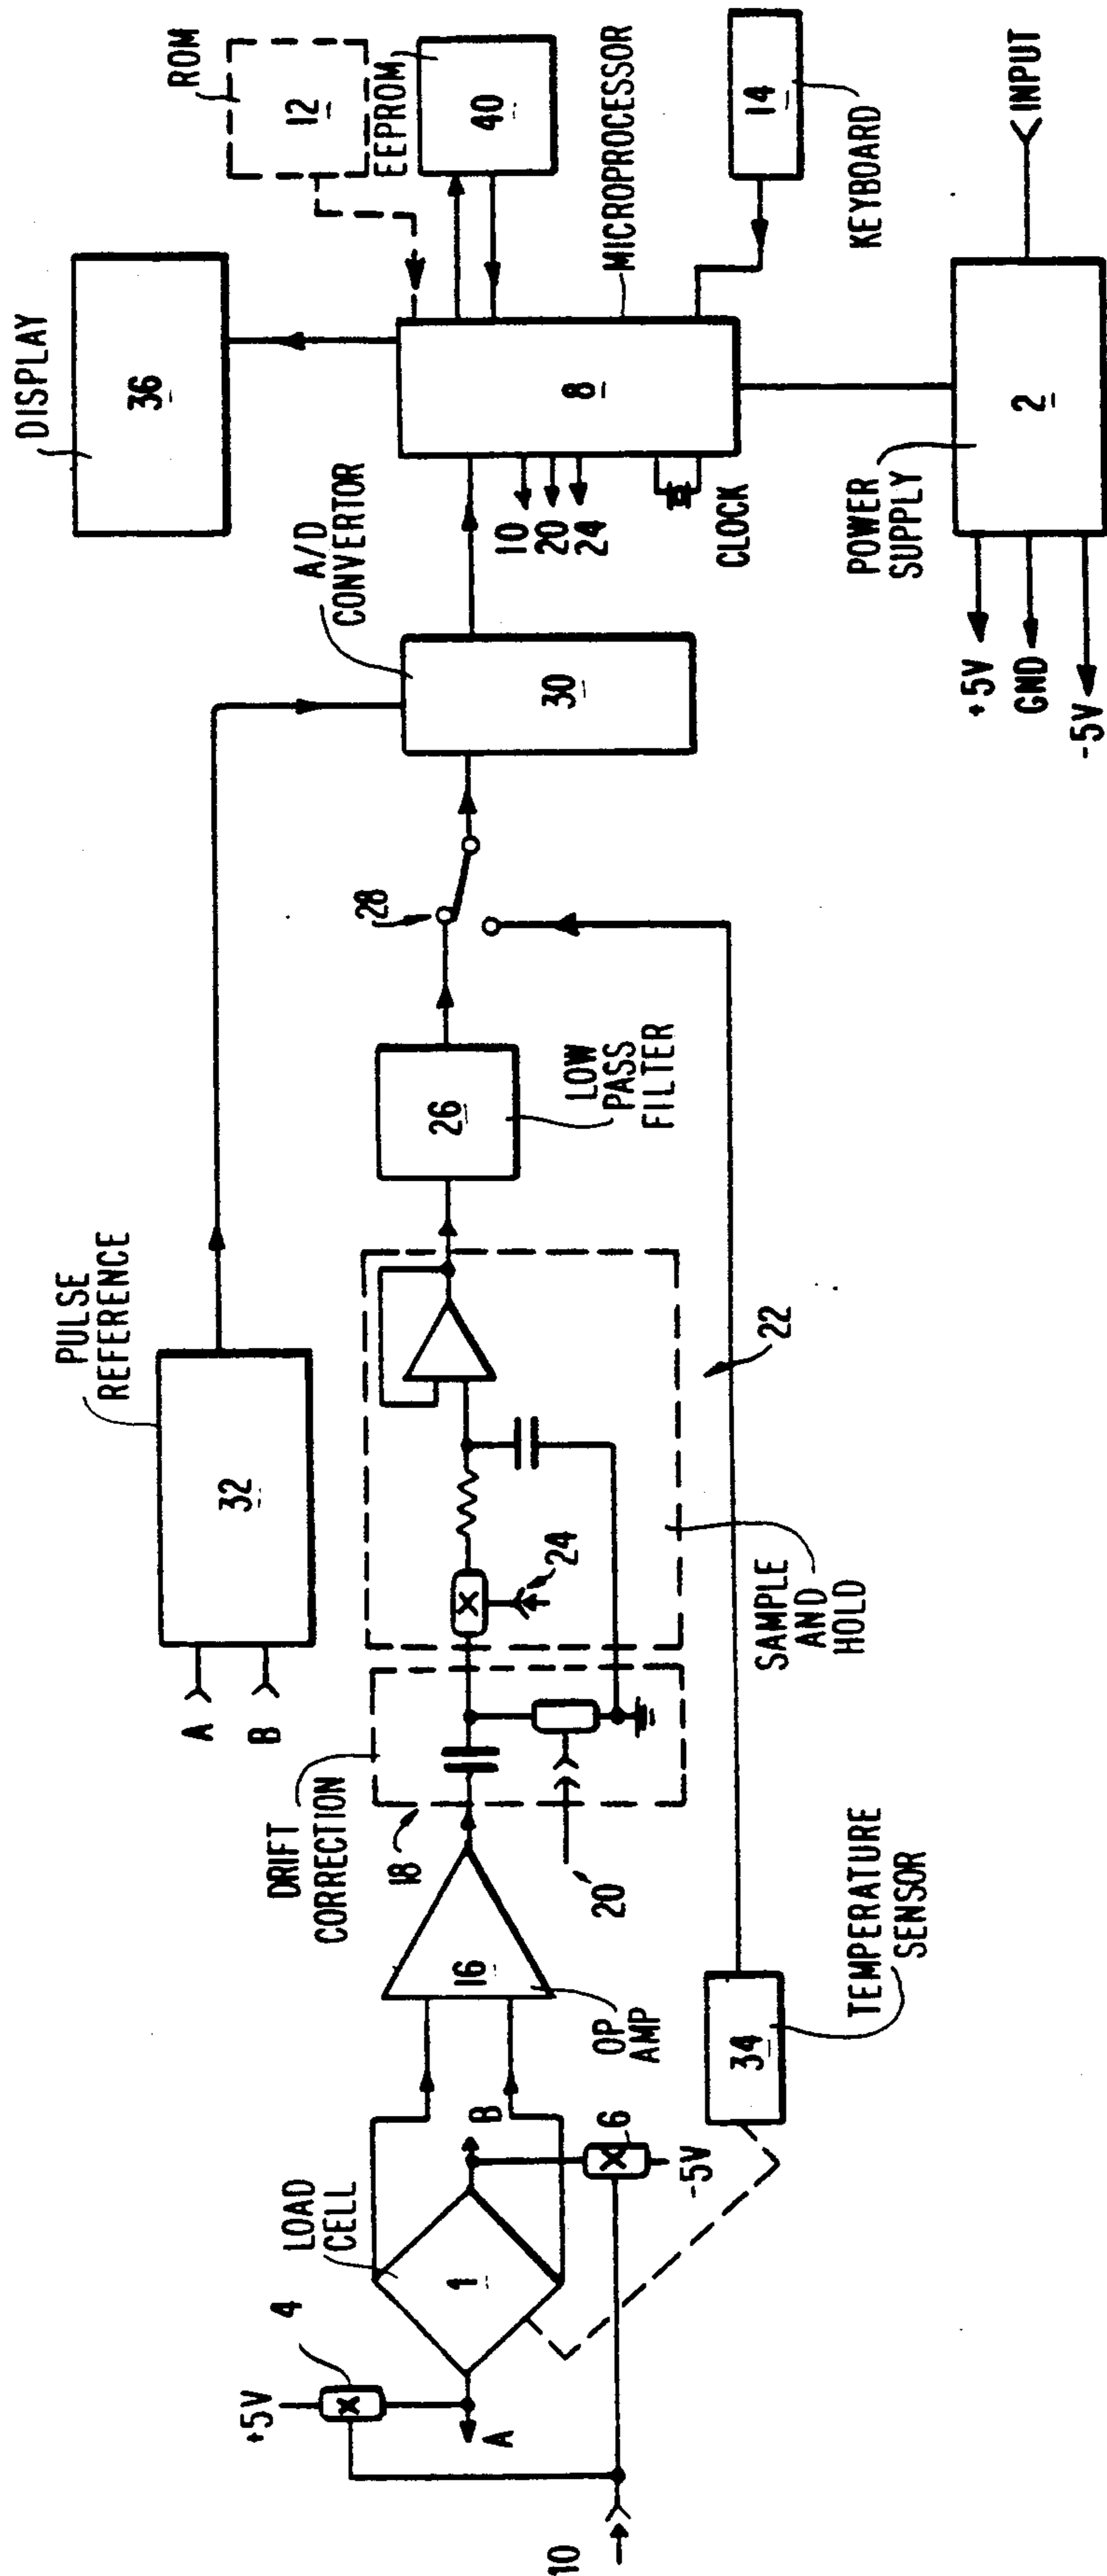 DISPLAY
36
ROM
12
EEPROM
40
MICROPROCESSOR
8
10
20
24
CLOCK
14
KEYBOARD
POWER
SUPPLY
2
INPUT
+5V
GND
-5V
A/D
CONVERTOR
30
28
PULSE
REFERENCE
32
A
B
26
LOW
PASS
FILTER
22
24
SAMPLE
AND
HOLD
DRIFT
CORRECTION
18
20
16
OP
AMP
LOAD
CELL
1
4
+5V
A
B
6
-5V
10
34
TEMPERATURE
SENSOR